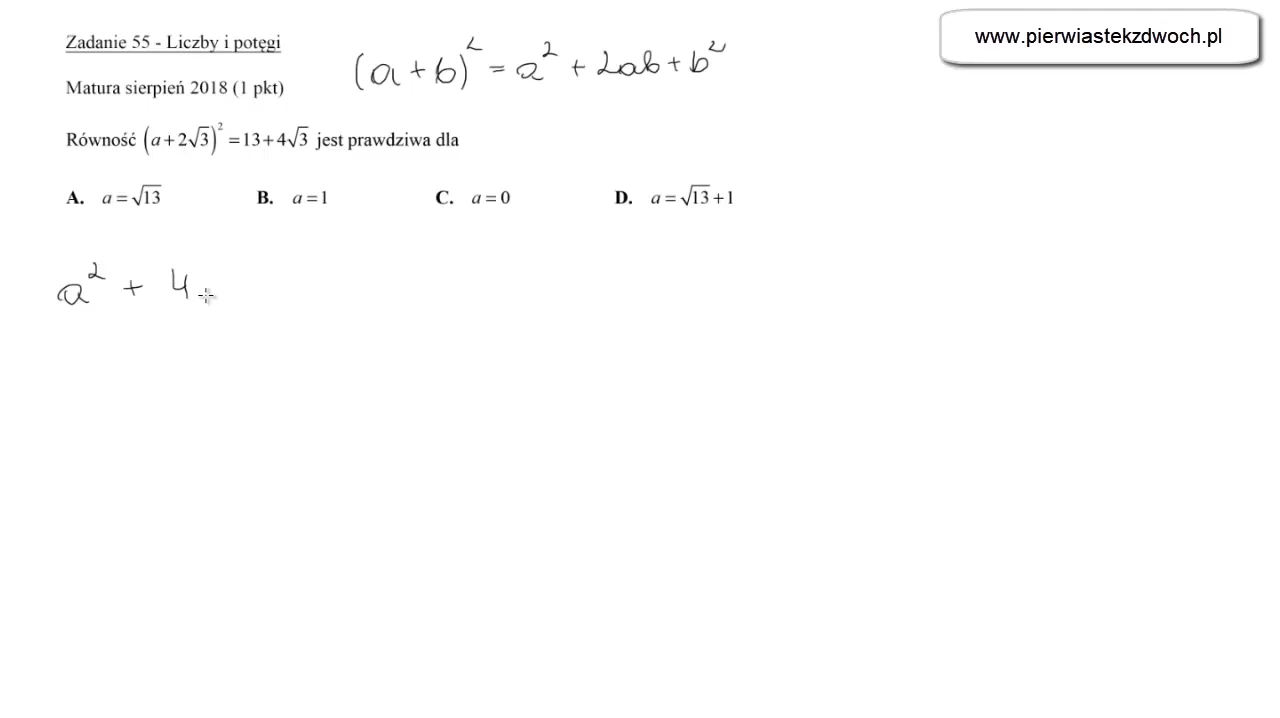 www.pierwiastekzdwoch.pl
Zadanie 55 - Liczby i potęgi
(a + b)² = a² + 2ab + b²
Matura sierpień 2018 (1 pkt)
Równość (a + 2√3)² = 13 + 4√3 jest prawdziwa dla
A. a = √13 B. a = 1 C. a = 0 D. a = √13 + 1
a² + 4